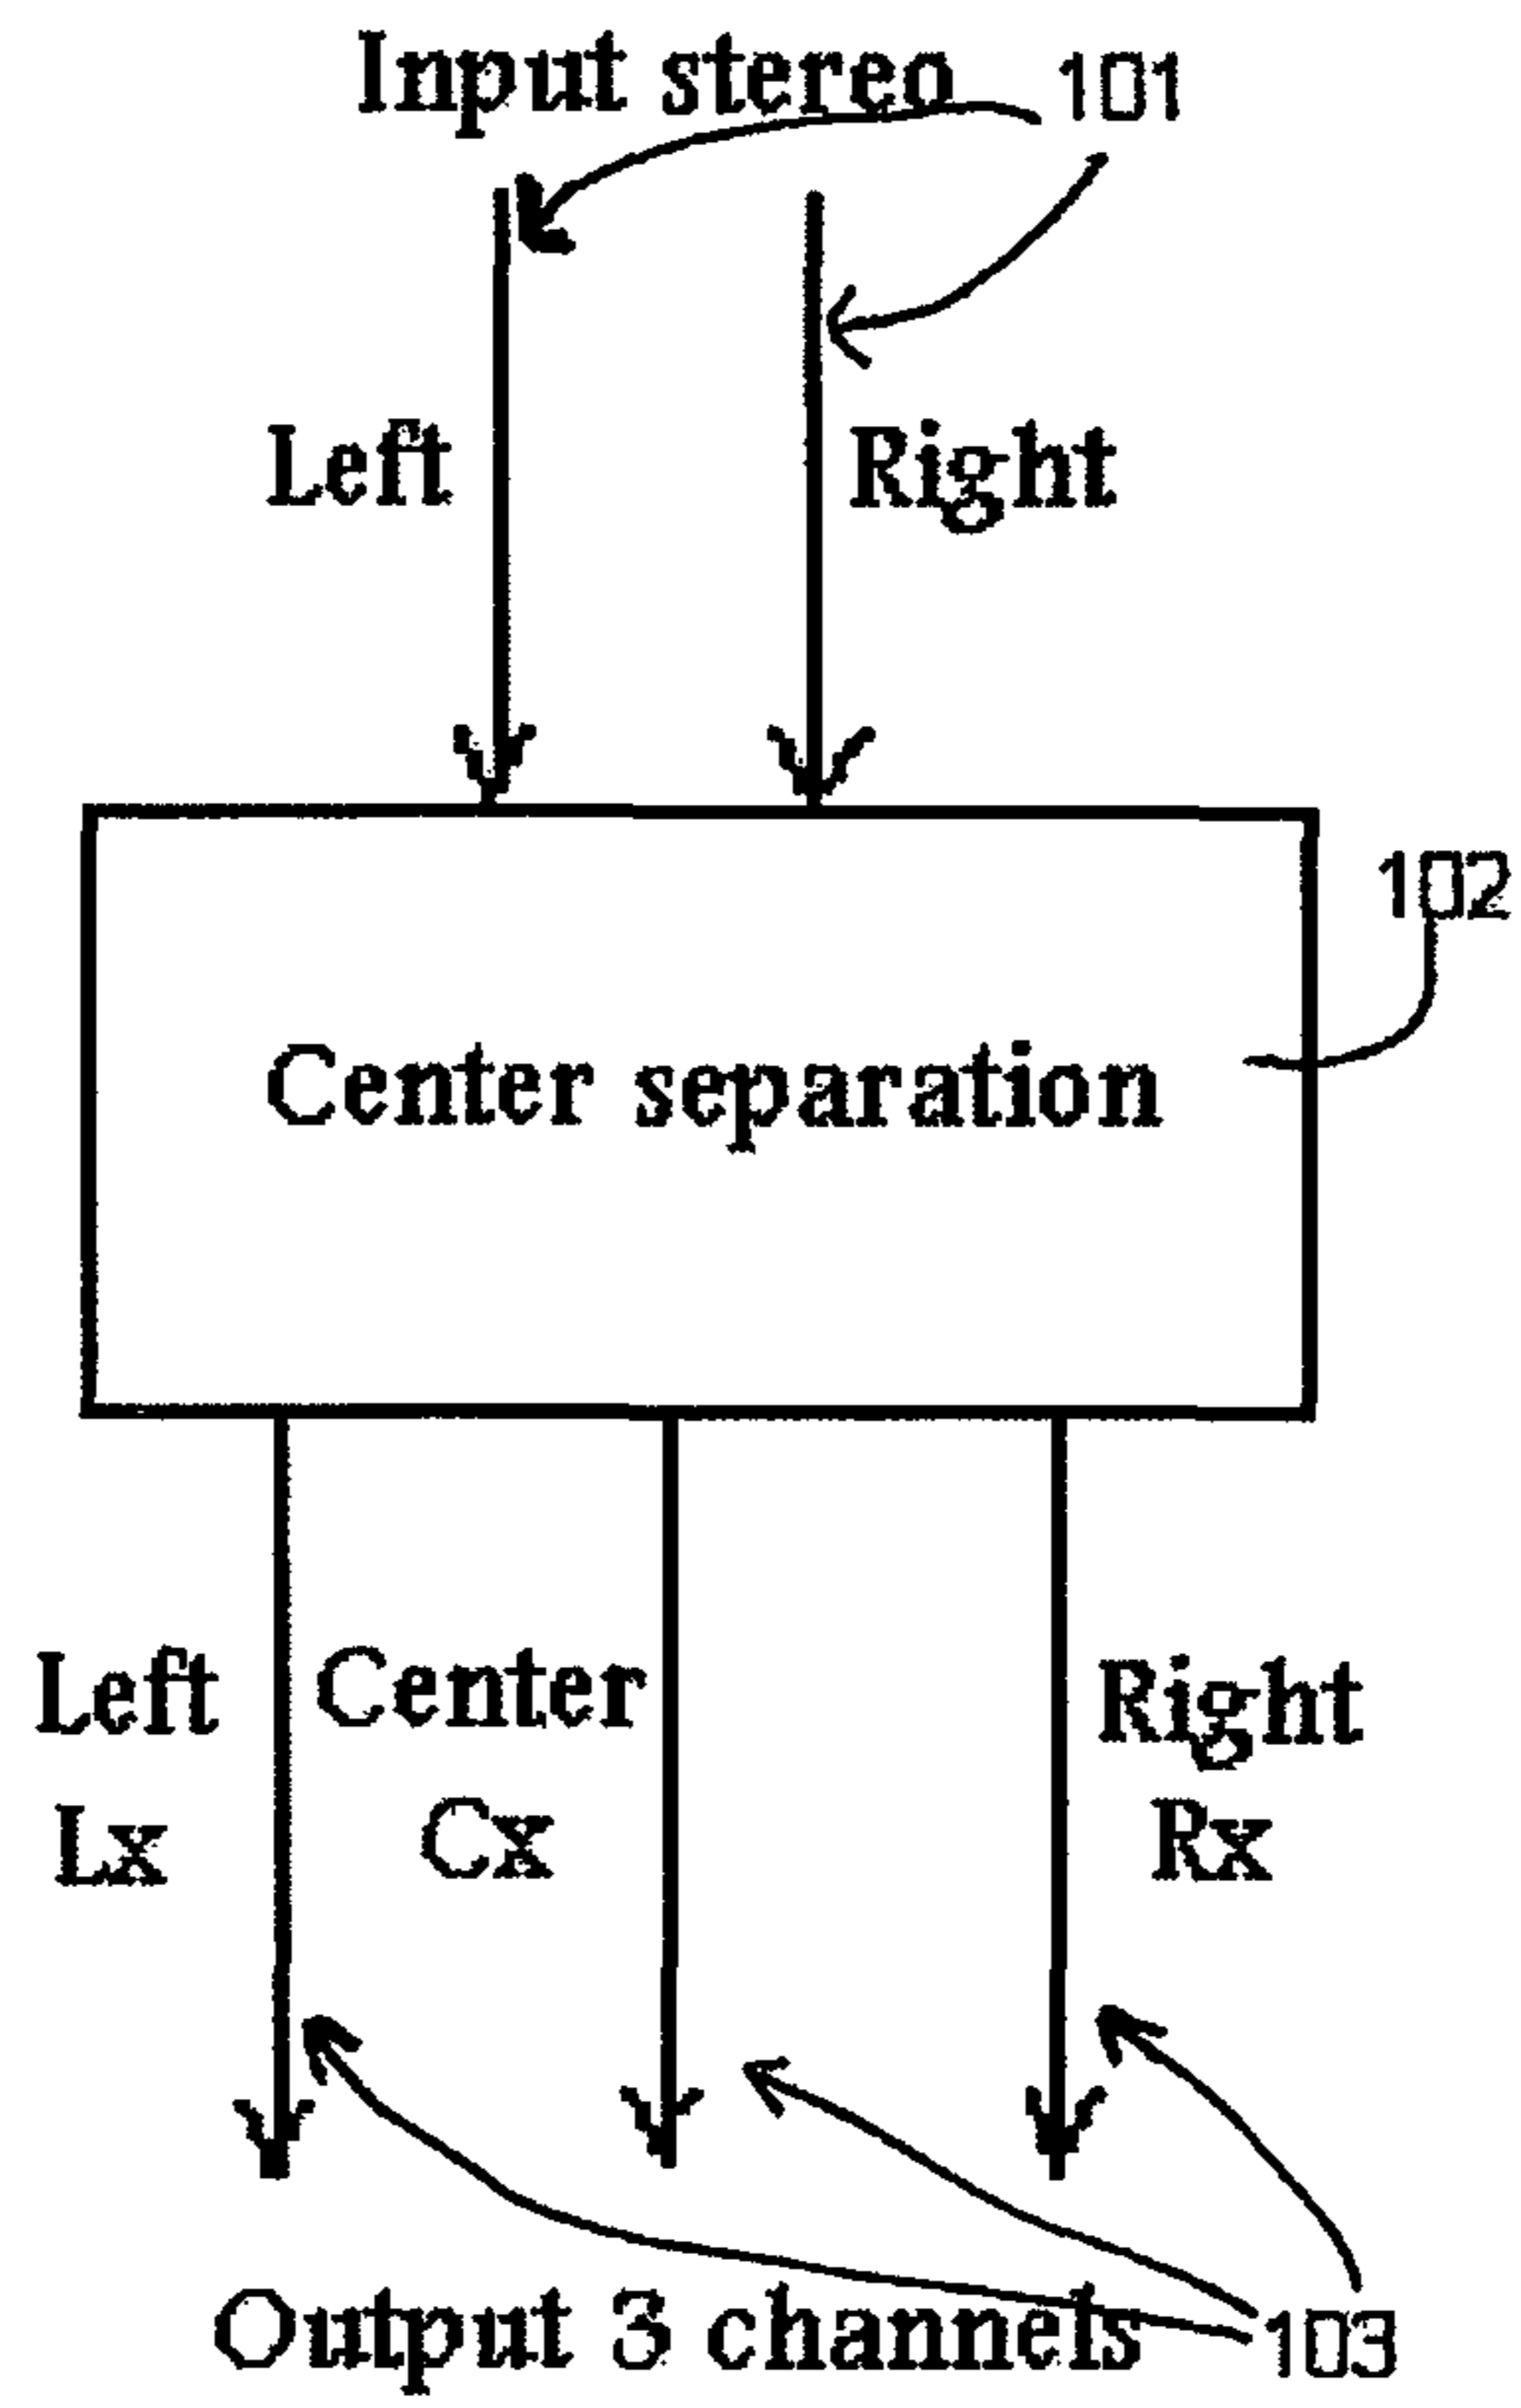 Input stereo 101
Left Right
102
Center separation
Left Center Right
Lx Cx Rx
Output 3 channels 103